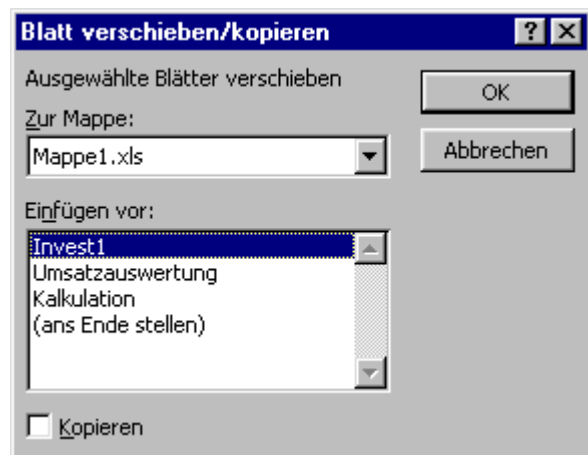 Blatt verschieben/kopieren
Ausgewählte Blätter verschieben
OK
Zur Mappe:
Mappe1.xls
Abbrechen
Einfügen vor:
Invest1
Umsatzauswertung
Kalkulation
(ans Ende stellen)
Kopieren